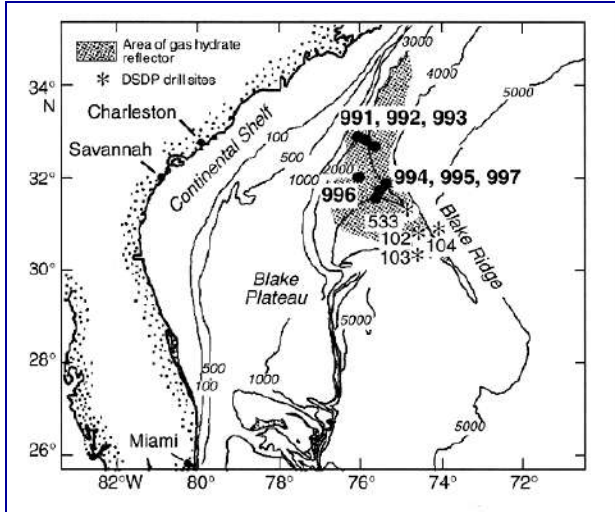 Area of gas hydrate
reflector
DSDP drill sites
34°
N
32°
30°
28°
26°
Charleston
Savannah
Continental Shelf
100
500
1000
2000
3000
4000
5000
991, 992, 993
994, 995, 997
996
533
102
104
103
Blake Ridge
Blake
Plateau
5000
500
100
1000
5000
Miami
82°W
80°
78°
76°
74°
72°